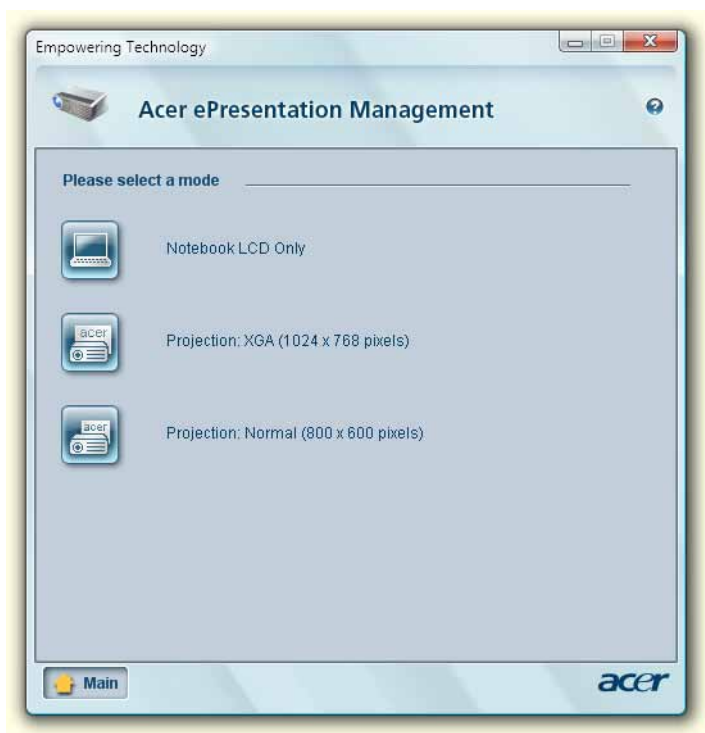 Empowering Technology
Acer ePresentation Management
Please select a mode
Notebook LCD Only
acer
Projection: XGA (1024 x 768 pixels)
acer
Projection: Normal (800 x 600 pixels)
Main
acer